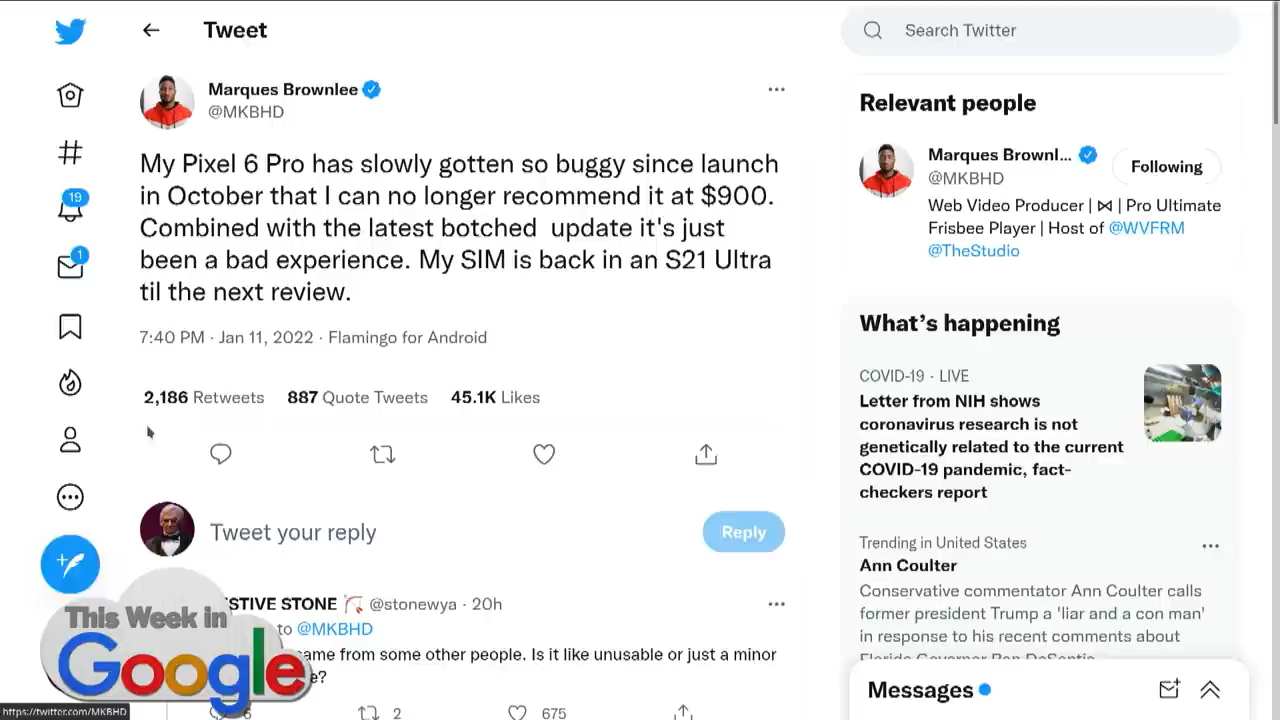 Tweet
Search Twitter
Marques Brownlee
@MKBHD
My Pixel 6 Pro has slowly gotten so buggy since launch
in October that I can no longer recommend it at $900.
Combined with the latest botched update it's just
been a bad experience. My SIM is back in an S21 Ultra
til the next review.
7:40 PM · Jan 11, 2022 · Flamingo for Android
2,186 Retweets 887 Quote Tweets 45.1K Likes
Tweet your reply
Reply
STIVE STONE @stonewya · 20h
to @MKBHD
ame from some other people. Is it like unusable or just a minor
e?
6 2 675
19
1
Relevant people
Marques Brownl...
@MKBHD
Following
Web Video Producer | ⋈ | Pro Ultimate
Frisbee Player | Host of @WVFRM
@TheStudio
What's happening
COVID-19 · LIVE
Letter from NIH shows
coronavirus research is not
genetically related to the current
COVID-19 pandemic, fact-
checkers report
Trending in United States
Ann Coulter
Conservative commentator Ann Coulter calls
former president Trump a 'liar and a con man'
in response to his recent comments about
Florida Governor Ron DeSantis
Messages
This Week in
Google
https://twitter.com/MKBHD